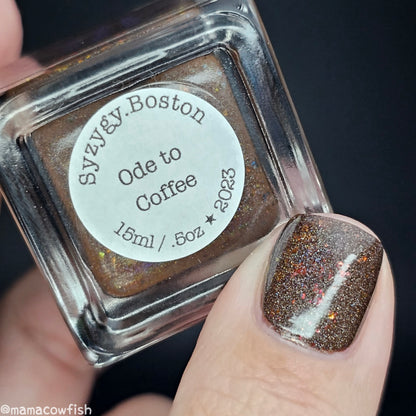 Syzygy.Boston
Ode to
Coffee
15ml / .5oz ★ 2023
@mamacowfish